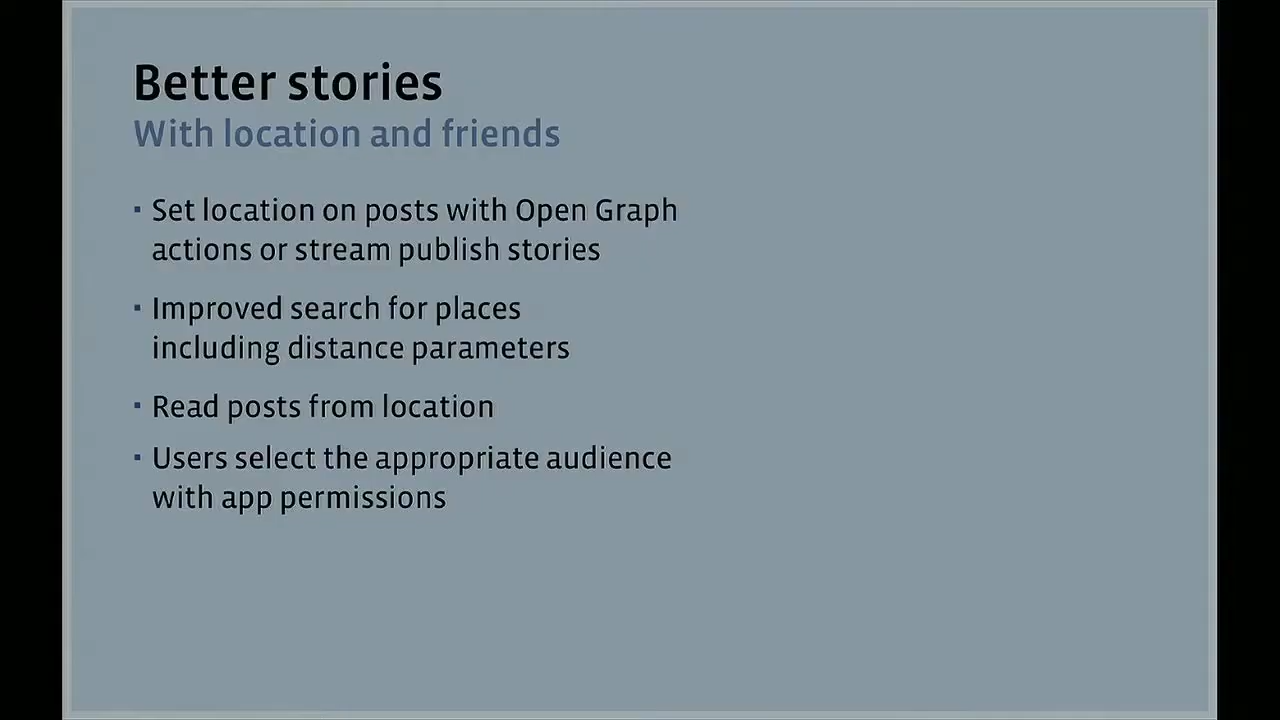 Better stories
With location and friends
▪ Set location on posts with Open Graph
actions or stream publish stories
▪ Improved search for places
including distance parameters
▪ Read posts from location
▪ Users select the appropriate audience
with app permissions